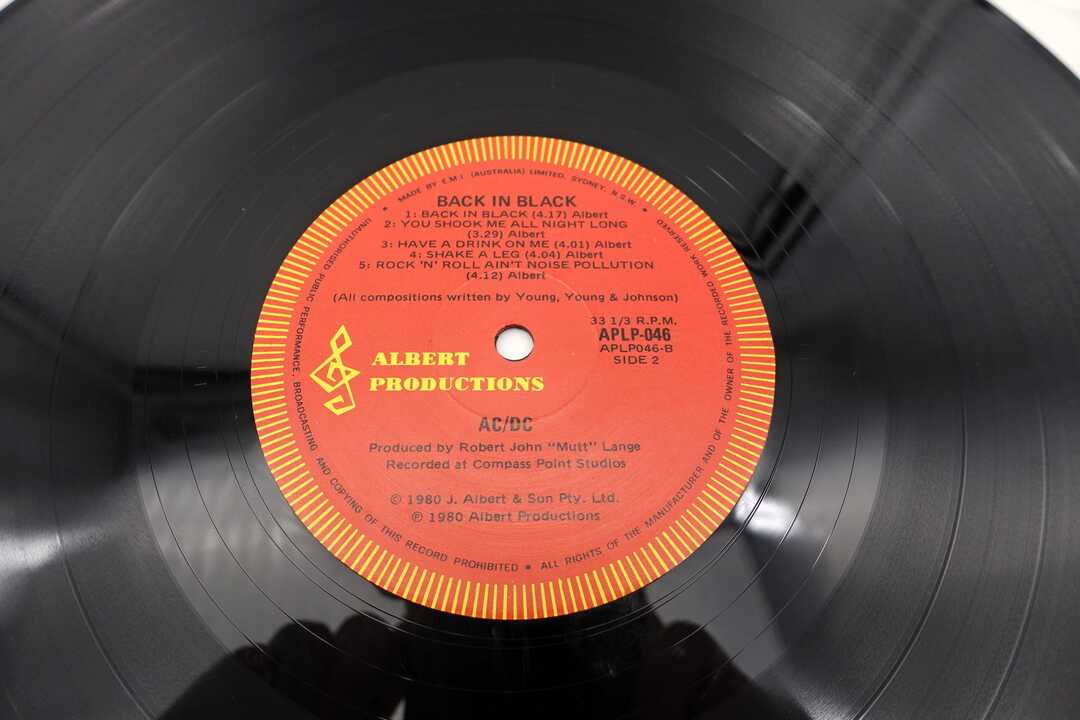 ★ MADE BY E.M.I (AUSTRALIA) LIMITED, SYDNEY, N.S.W. ★
BACK IN BLACK
1: BACK IN BLACK (4.17) Albert
2: YOU SHOOK ME ALL NIGHT LONG
(3.29) Albert
3: HAVE A DRINK ON ME (4.01) Albert
4: SHAKE A LEG (4.04) Albert
5: ROCK 'N' ROLL AIN'T NOISE POLLUTION
(4.12) Albert
(All compositions written by Young, Young & Johnson)
33 1/3 R.P.M.
APLP-046
APLP046-B
SIDE 2
ALBERT
PRODUCTIONS
AC/DC
Produced by Robert John "Mutt" Lange
Recorded at Compass Point Studios
© 1980 J. Albert & Son Pty. Ltd.
℗ 1980 Albert Productions
UNAUTHORISED PUBLIC PERFORMANCE, BROADCASTING AND COPYING OF THIS RECORD PROHIBITED ● ALL RIGHTS OF THE MANUFACTURER AND OF THE OWNER OF THE RECORDED WORK RESERVED